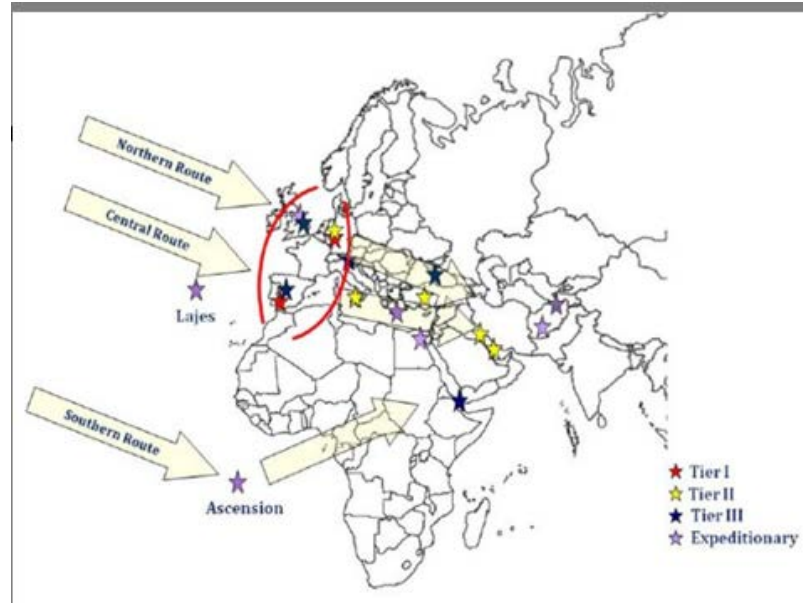 Northern Route
Central Route
Lajes
Southern Route
Ascension
Tier I
Tier II
Tier III
Expeditionary